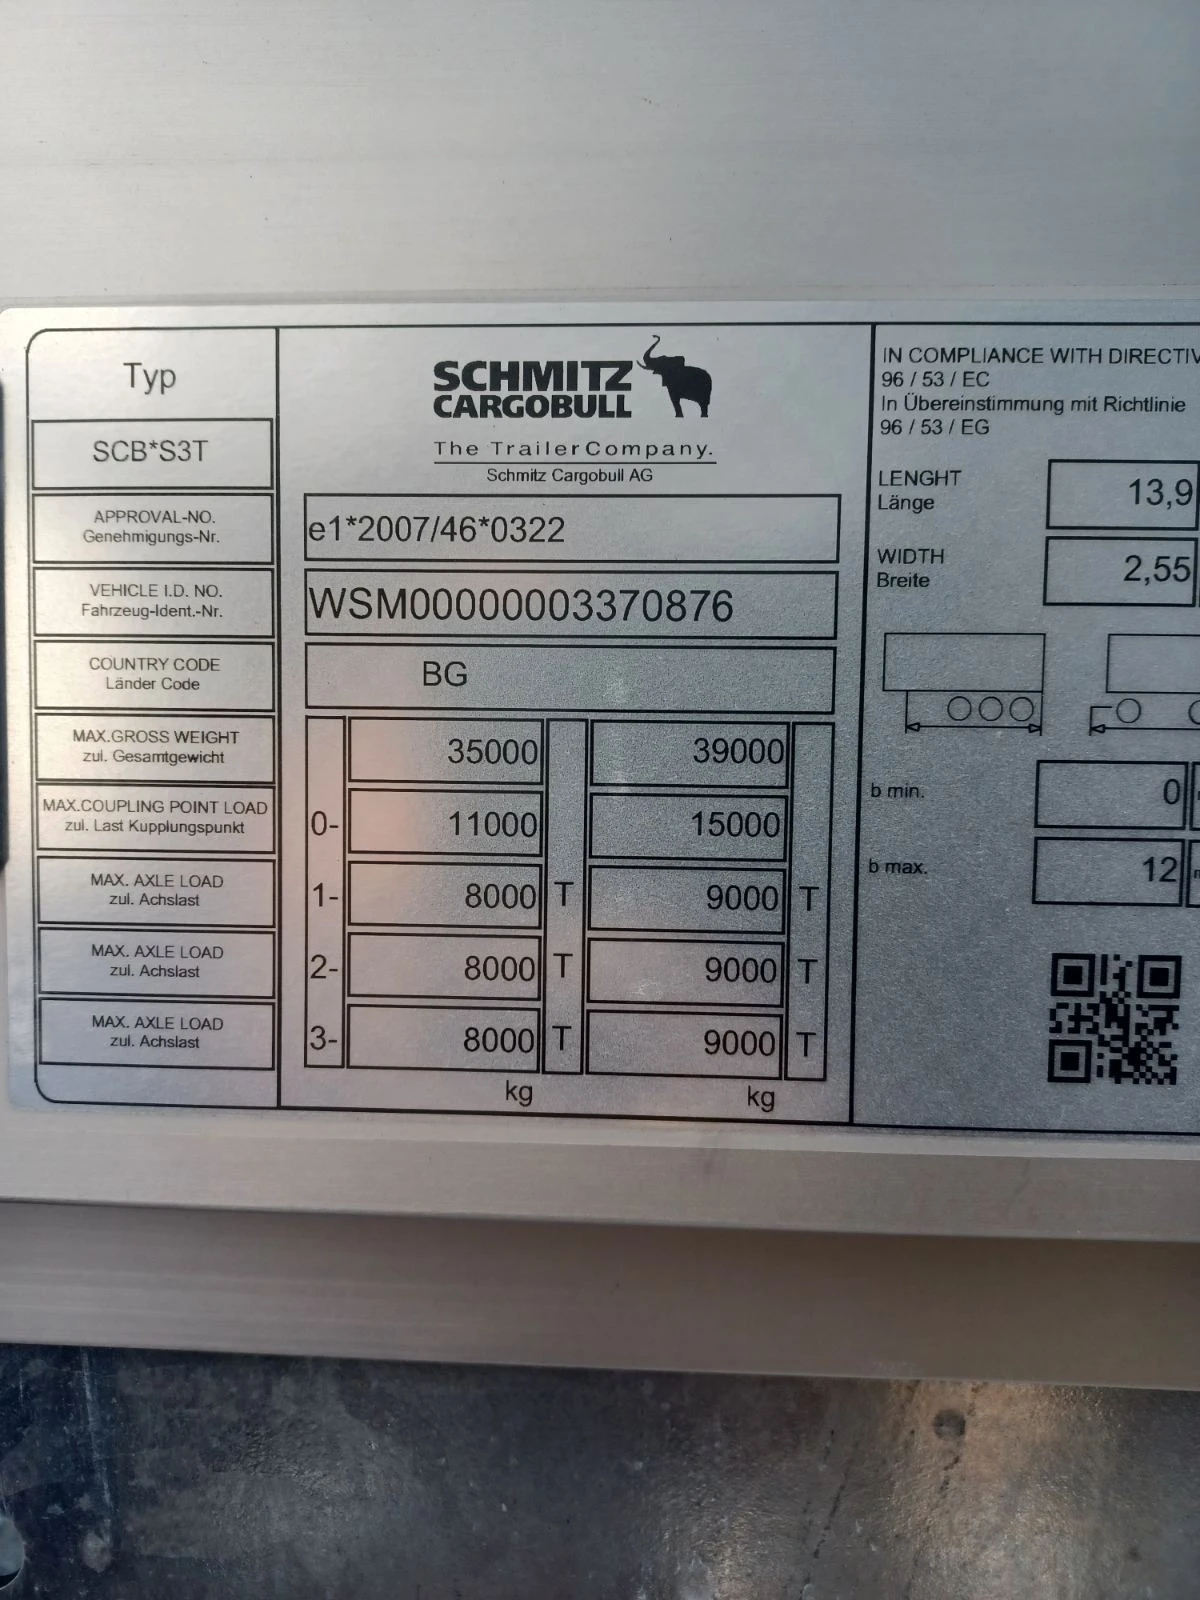 Typ
SCB*S3T
APPROVAL-NO.
Genehmigungs-Nr.
VEHICLE I.D. NO.
Fahrzeug-Ident.-Nr.
COUNTRY CODE
Länder Code
MAX.GROSS WEIGHT
zul. Gesamtgewicht
MAX.COUPLING POINT LOAD
zul. Last Kupplungspunkt
MAX. AXLE LOAD
zul. Achslast
MAX. AXLE LOAD
zul. Achslast
MAX. AXLE LOAD
zul. Achslast
SCHMITZ
CARGOBULL
The TrailerCompany.
Schmitz Cargobull AG
e1*2007/46*0322
WSM00000003370876
BG
35000 39000
0- 11000 15000
1- 8000 T 9000 T
2- 8000 T 9000 T
3- 8000 T 9000 T
kg kg
IN COMPLIANCE WITH DIRECTIV
96 / 53 / EC
In Übereinstimmung mit Richtlinie
96 / 53 / EG
LENGHT
Länge
13,9
WIDTH
Breite
2,55
b min. 0
b max. 12